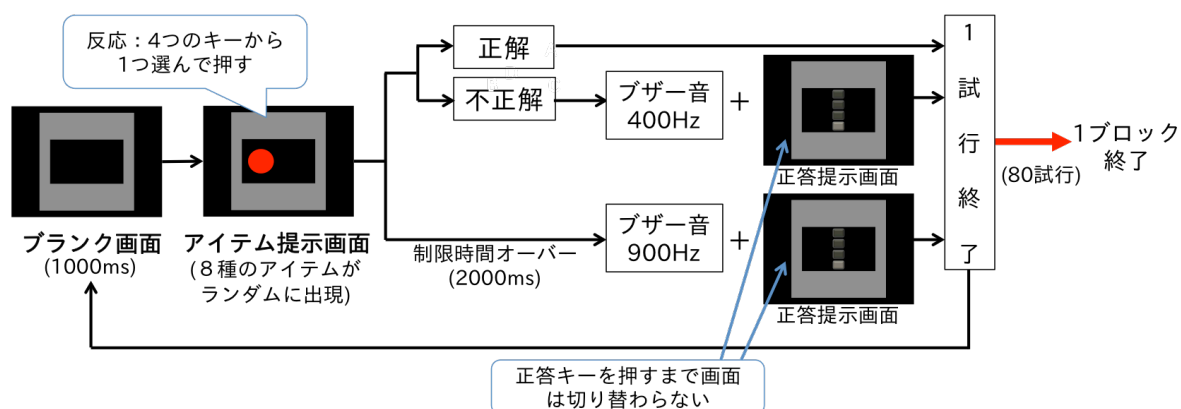 反応：4つのキーから
1つ選んで押す
ブランク画面
(1000ms)
アイテム提示画面
(８種のアイテムが
ランダムに出現)
正解
不正解
ブザー音
400Hz
+
正答提示画面
制限時間オーバー
(2000ms)
ブザー音
900Hz
+
正答提示画面
正答キーを押すまで画面
は切り替わらない
1
試
行
終
了
(80試行)
1ブロック
終了